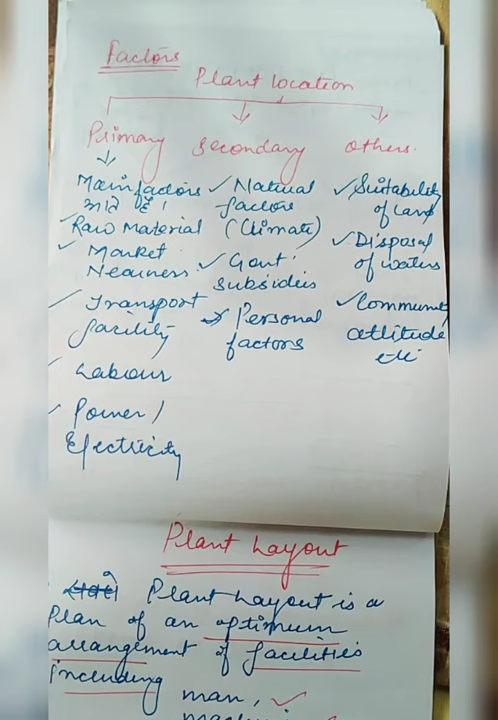 Factors
Plant location
Primary
secondary
others.
Main factors
आते है।
Raw Material
Market
Nearness
Transport
facility
Labour
Power /
Electricity
Natural
factors
(Climate)
Govt'
subsidies
Personal
factors
Suitability
of land
Disposal
of waters
Community
attitude
etc
Plant Layout
Plant Layout is a
Plan of an optimum
arrangement of facilities
including man,